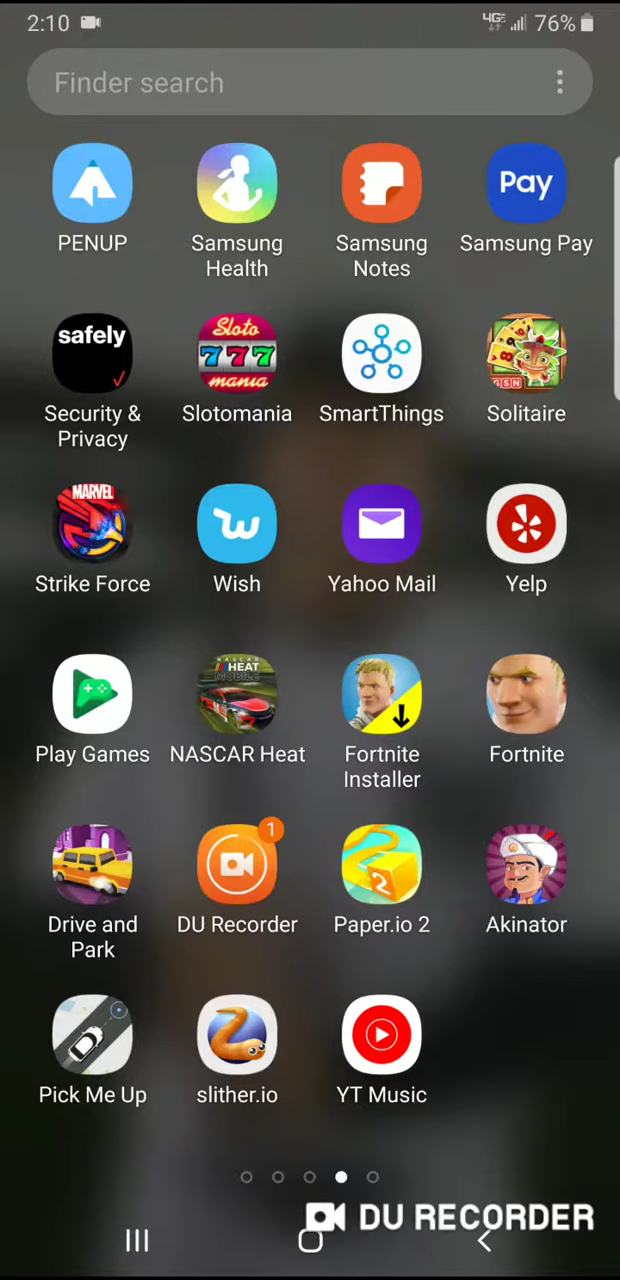 2:10 4GE 76%
Finder search
Pay
PENUP Samsung Health Samsung Notes Samsung Pay
safely Sloto 777 mania GSN
Security & Privacy Slotomania SmartThings Solitaire
MARVEL
Strike Force Wish Yahoo Mail Yelp
NASCAR HEAT MOBILE
Play Games NASCAR Heat Fortnite Installer Fortnite
1
2
Drive and Park DU Recorder Paper.io 2 Akinator
Pick Me Up slither.io YT Music
DU RECORDER